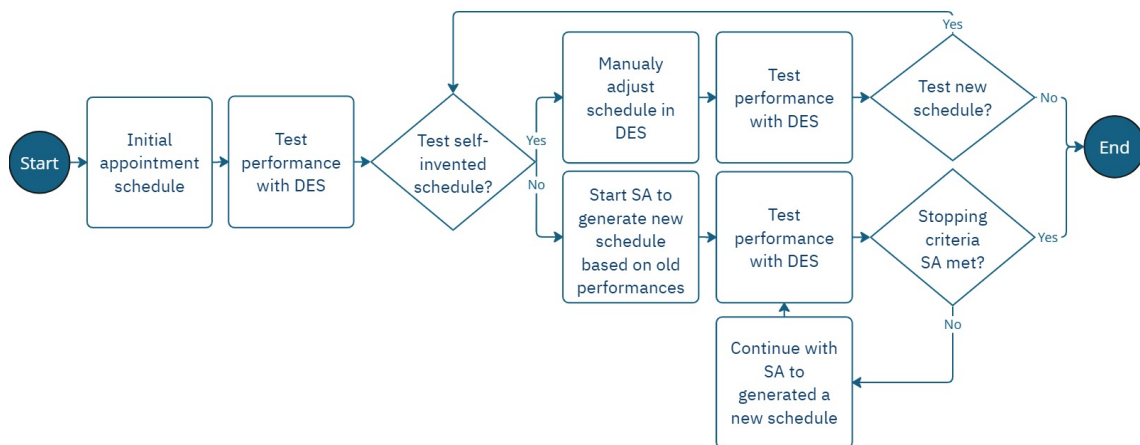 Start
Initial
appointment
schedule
Test
performance
with DES
Test self-
invented
schedule?
Yes
No
Manualy
adjust
schedule in
DES
Test
performance
with DES
Yes
Test new
schedule?
No
End
Start SA to
generate new
schedule
based on old
performances
Test
performance
with DES
Stopping
criteria
SA met?
Yes
No
Continue with
SA to
generated a
new schedule